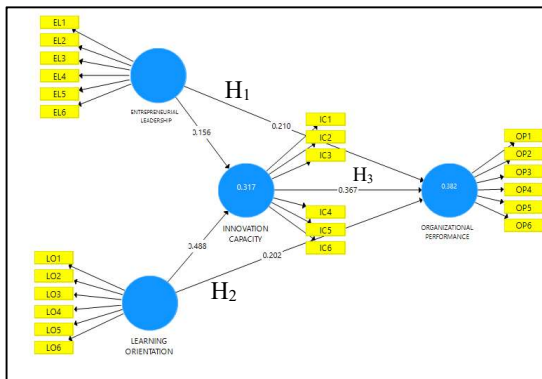 EL1
EL2
EL3
EL4
EL5
EL6
ENTREPRENEURIAL
LEADERSHIP
H1
0.210
0.156
IC1
IC2
IC3
OP1
OP2
OP3
OP4
OP5
OP6
H3
0.317
0.367
0.382
INNOVATION
CAPACITY
ORGANIZATIONAL
PERFORMANCE
IC4
IC5
IC6
0.488
0.202
H2
LO1
LO2
LO3
LO4
LO5
LO6
LEARNING
ORIENTATION